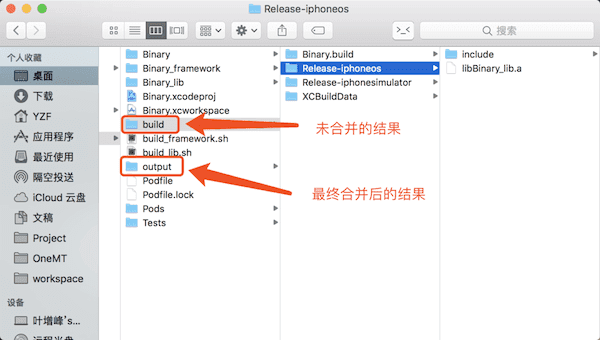 Release-iphoneos
搜索
个人收藏
桌面
下载
YZF
应用程序
最近使用
隔空投送
iCloud 云盘
文稿
Project
OneMT
workspace
设备
叶增峰's...
远程光盘
Binary
Binary_framework
Binary_lib
Binary.xcodeproj
Binary.xcworkspace
build
build_framework.sh
build_lib.sh
output
Podfile
Podfile.lock
Pods
Tests
Binary.build
Release-iphoneos
Release-iphonesimulator
XCBuildData
include
libBinary_lib.a
未合并的结果
最终合并后的结果